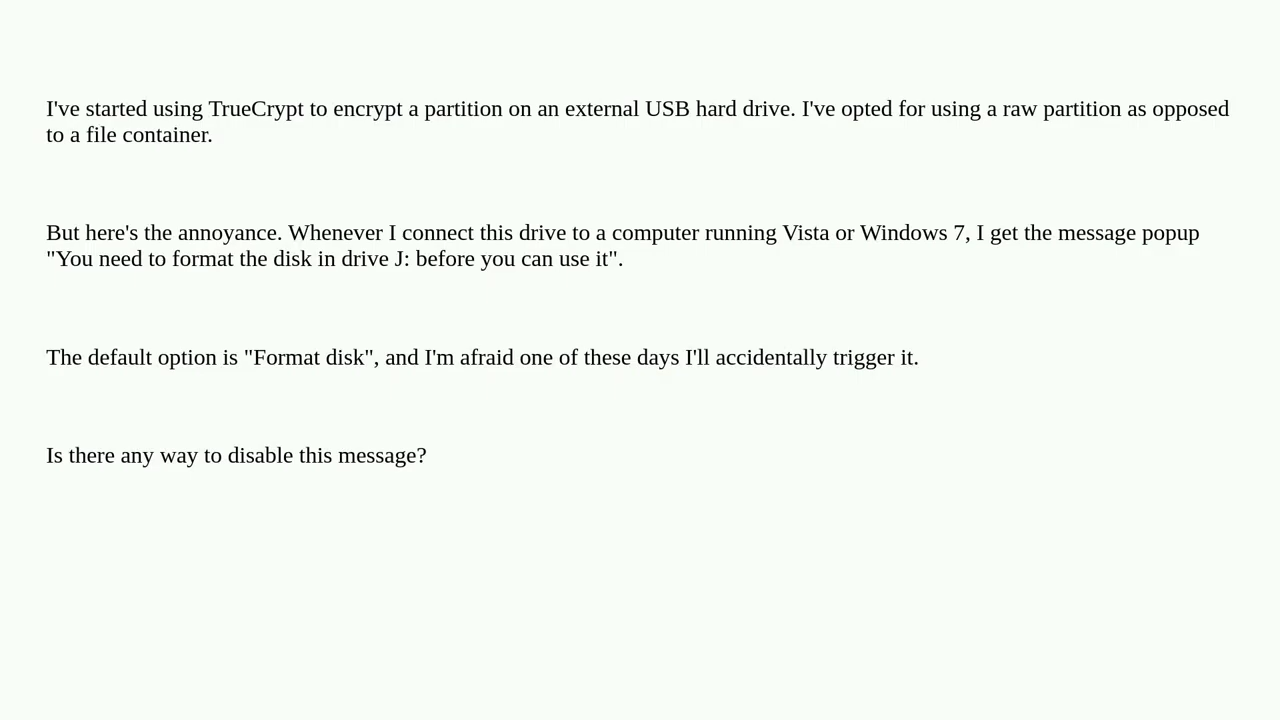 I've started using TrueCrypt to encrypt a partition on an external USB hard drive. I've opted for using a raw partition as opposed
to a file container.
But here's the annoyance. Whenever I connect this drive to a computer running Vista or Windows 7, I get the message popup
"You need to format the disk in drive J: before you can use it".
The default option is "Format disk", and I'm afraid one of these days I'll accidentally trigger it.
Is there any way to disable this message?